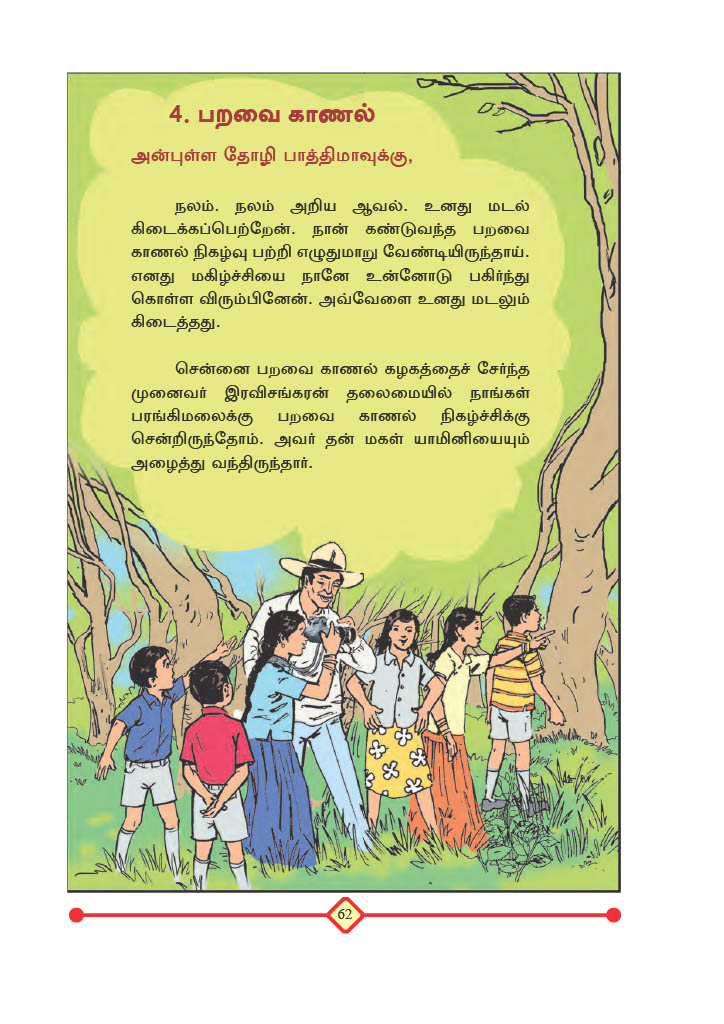 4. பறவை காணல்
அன்புள்ள தோழி பாத்திமாவுக்கு,
நலம். நலம் அறிய ஆவல். உனது மடல்
கிடைக்கப்பெற்றேன். நான் கண்டுவந்த பறவை
காணல் நிகழ்வு பற்றி எழுதுமாறு வேண்டியிருந்தாய்.
எனது மகிழ்ச்சியை நானே உன்னோடு பகிர்ந்து
கொள்ள விரும்பினேன். அவ்வேளை உனது மடலும்
கிடைத்தது.
சென்னை பறவை காணல் கழகத்தைச் சேர்ந்த
முனைவர் இரவிசங்கரன் தலைமையில் நாங்கள்
பரங்கிமலைக்கு பறவை காணல் நிகழ்ச்சிக்கு
சென்றிருந்தோம். அவர் தன் மகள் யாமினியையும்
அழைத்து வந்திருந்தார்.
62